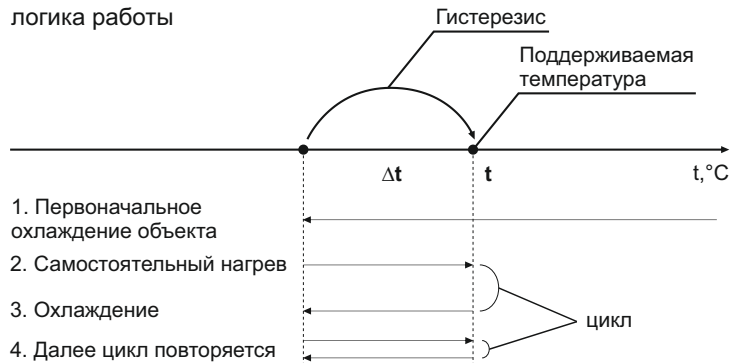 логика работы
Гистерезис
Поддерживаемая
температура
Δt
t
t,°C
1. Первоначальное
охлаждение объекта
2. Самостоятельный нагрев
3. Охлаждение
цикл
4. Далее цикл повторяется